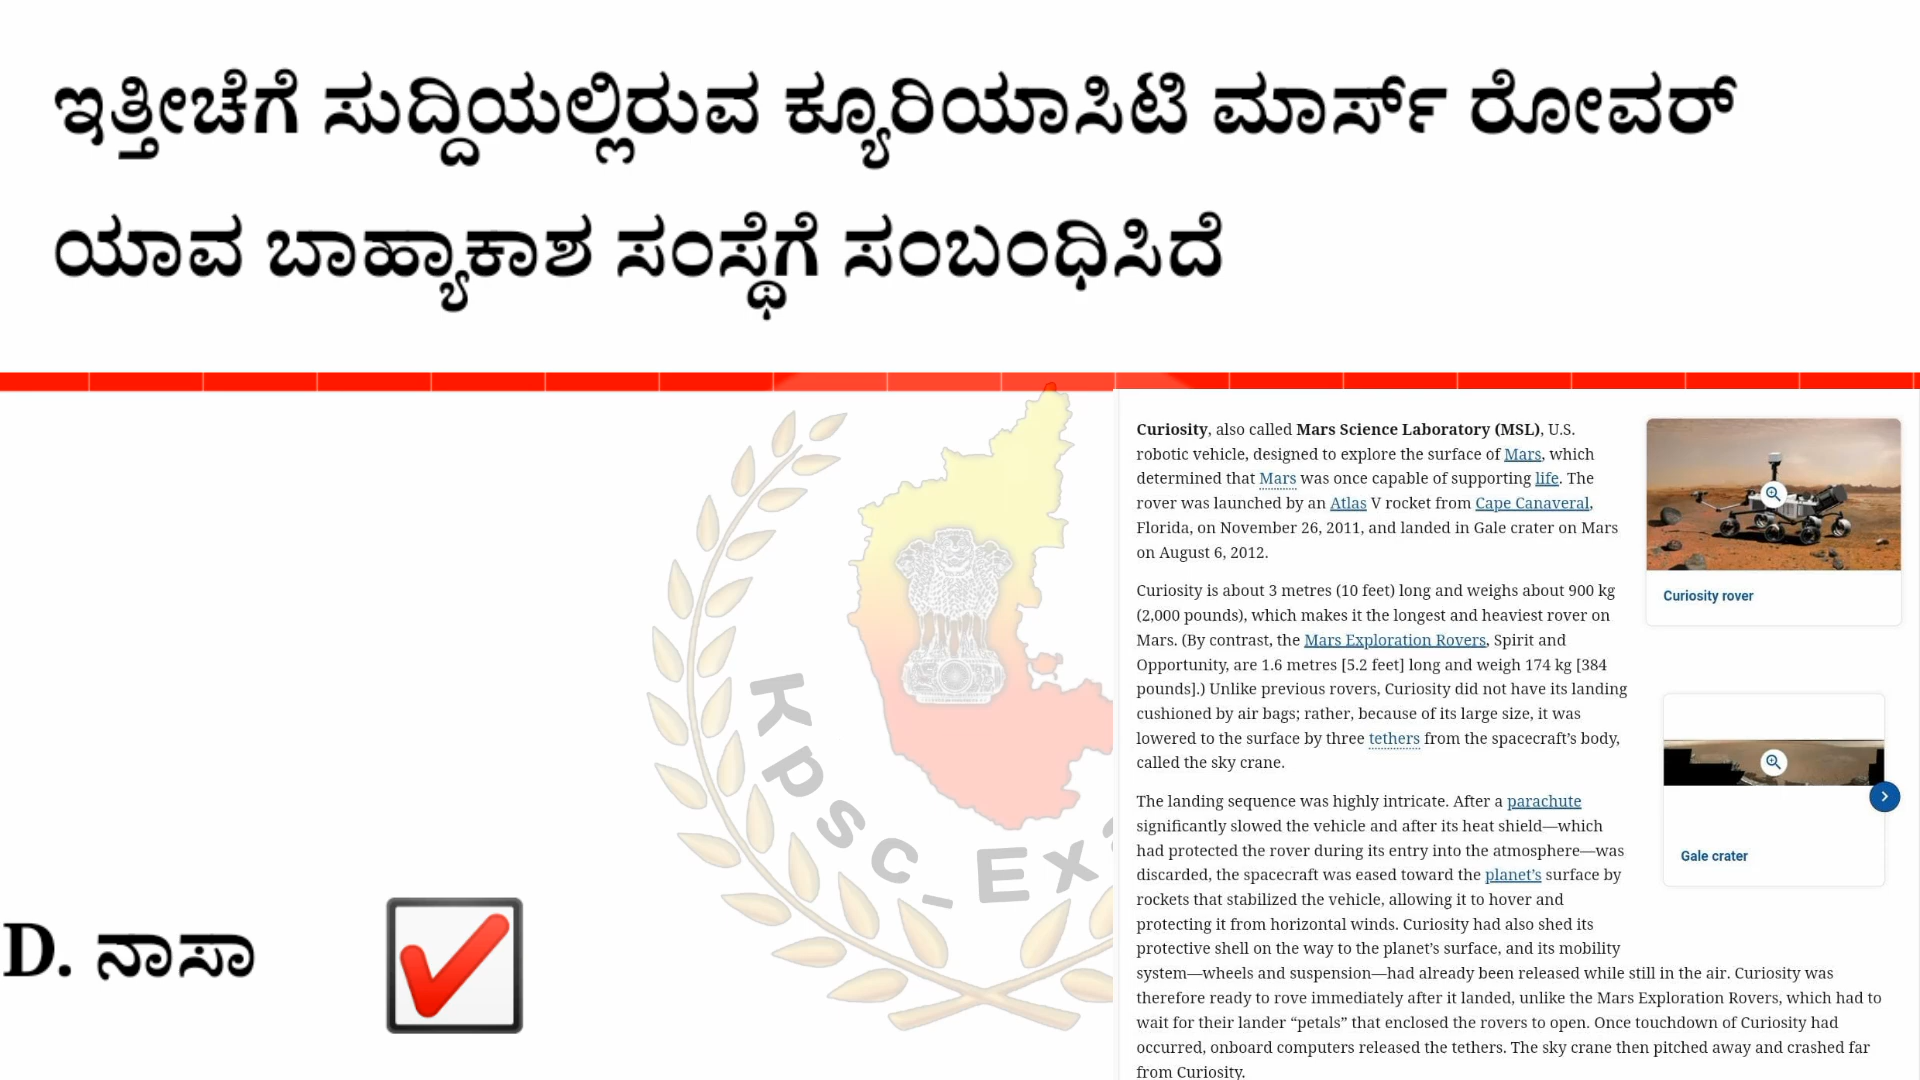 ಇತ್ತೀಚೆಗೆ ಸುದ್ದಿಯಲ್ಲಿರುವ ಕ್ಯೂರಿಯಾಸಿಟಿ ಮಾರ್ಸ್ ರೋವರ್
ಯಾವ ಬಾಹ್ಯಾಕಾಶ ಸಂಸ್ಥೆಗೆ ಸಂಬಂಧಿಸಿದೆ
D. ನಾಸಾ
Kpsc_Ex
Curiosity, also called Mars Science Laboratory (MSL), U.S.
robotic vehicle, designed to explore the surface of Mars, which
determined that Mars was once capable of supporting life. The
rover was launched by an Atlas V rocket from Cape Canaveral,
Florida, on November 26, 2011, and landed in Gale crater on Mars
on August 6, 2012.
Curiosity is about 3 metres (10 feet) long and weighs about 900 kg
(2,000 pounds), which makes it the longest and heaviest rover on
Mars. (By contrast, the Mars Exploration Rovers, Spirit and
Opportunity, are 1.6 metres [5.2 feet] long and weigh 174 kg [384
pounds].) Unlike previous rovers, Curiosity did not have its landing
cushioned by air bags; rather, because of its large size, it was
lowered to the surface by three tethers from the spacecraft’s body,
called the sky crane.
The landing sequence was highly intricate. After a parachute
significantly slowed the vehicle and after its heat shield—which
had protected the rover during its entry into the atmosphere—was
discarded, the spacecraft was eased toward the planet’s surface by
rockets that stabilized the vehicle, allowing it to hover and
protecting it from horizontal winds. Curiosity had also shed its
protective shell on the way to the planet’s surface, and its mobility
system—wheels and suspension—had already been released while still in the air. Curiosity was
therefore ready to rove immediately after it landed, unlike the Mars Exploration Rovers, which had to
wait for their lander “petals” that enclosed the rovers to open. Once touchdown of Curiosity had
occurred, onboard computers released the tethers. The sky crane then pitched away and crashed far
from Curiosity.
Curiosity rover
Gale crater